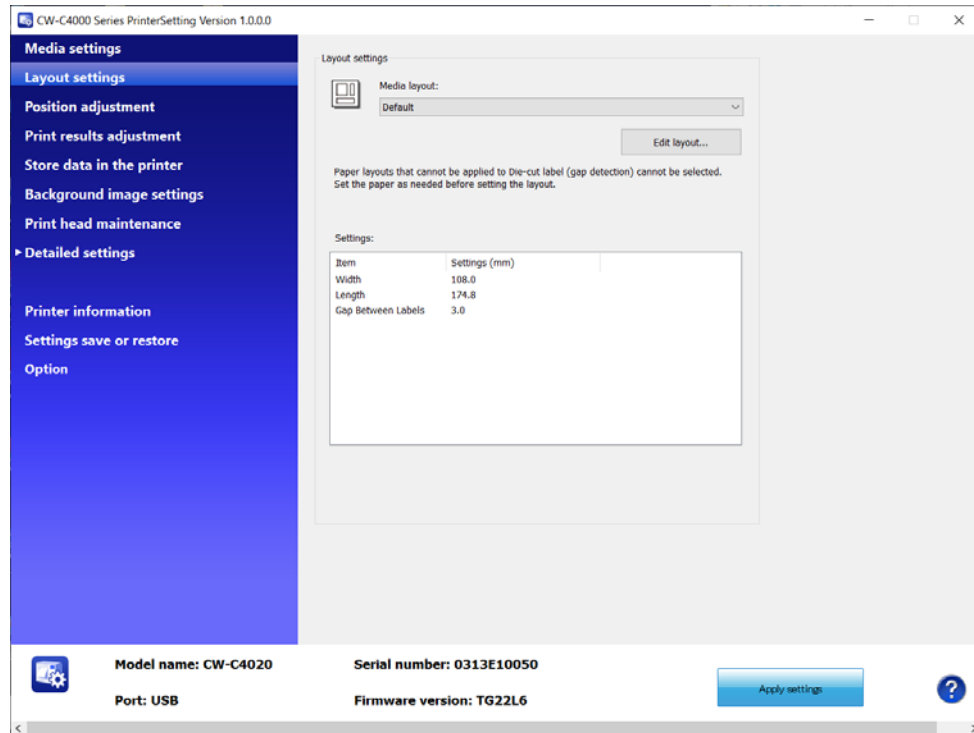 CW-C4000 Series PrinterSetting Version 1.0.0.0
Media settings
Layout settings
Position adjustment
Print results adjustment
Store data in the printer
Background image settings
Print head maintenance
Detailed settings
Printer information
Settings save or restore
Option
Layout settings
Media layout:
Default
Edit layout...
Paper layouts that cannot be applied to Die-cut label (gap detection) cannot be selected.
Set the paper as needed before setting the layout.
Settings:
Item Settings (mm)
Width 108.0
Length 174.8
Gap Between Labels 3.0
Model name: CW-C4020 Serial number: 0313E10050
Port: USB Firmware version: TG22L6
Apply settings
?